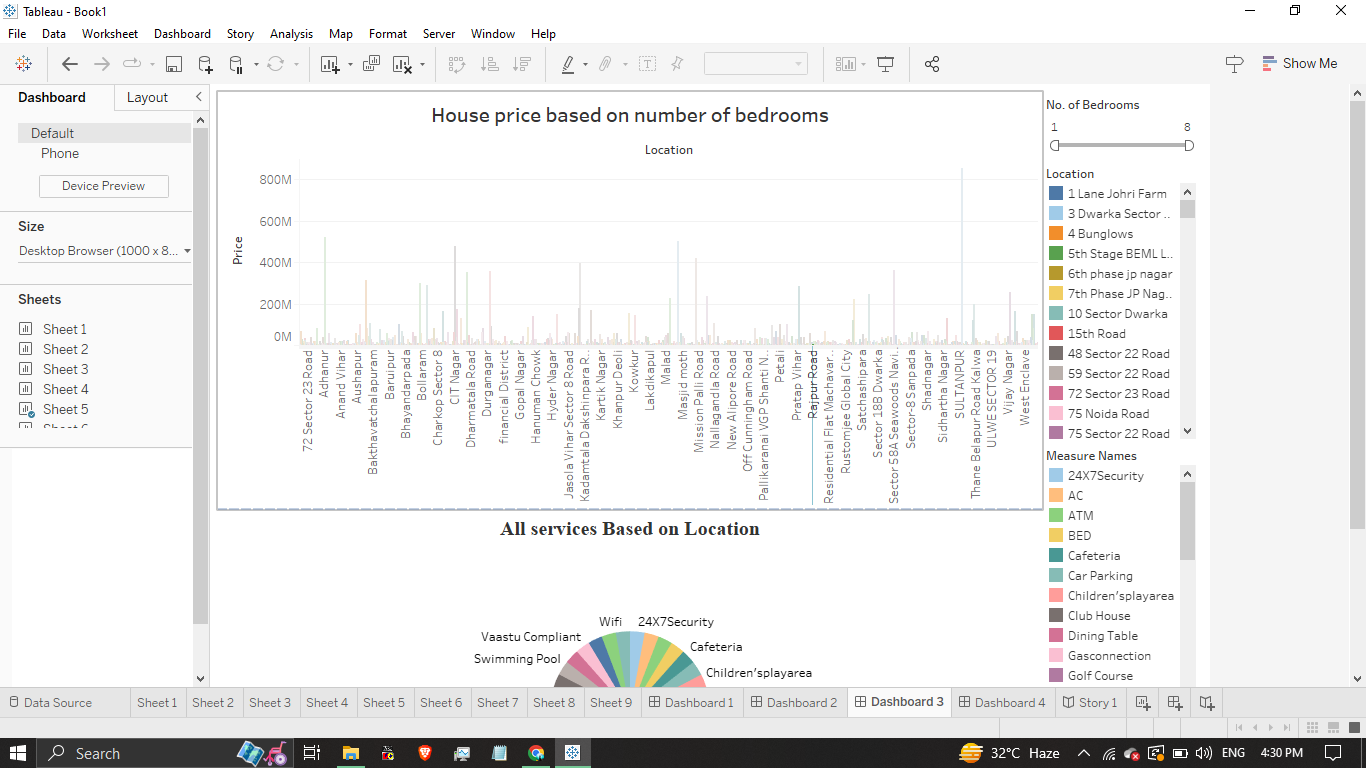 Tableau - Book1
File Data Worksheet Dashboard Story Analysis Map Format Server Window Help
Show Me
Dashboard Layout
Default
Phone
Device Preview
Size
Desktop Browser (1000 x 8...
Sheets
Sheet 1
Sheet 2
Sheet 3
Sheet 4
Sheet 5
House price based on number of bedrooms
Location
Price
800M
600M
400M
200M
0M
72 Sector 23 Road
Adhanur
Anand Vihar
Aushapur
Bakthavatchalapuram
Baruipur
Bhayandarpada
Bollaram
Charkop Sector 8
CIT Nagar
Dharmatala Road
Durganagar
financial District
Gopal Nagar
Hanuman Chowk
Hyder Nagar
Jasola Vihar Sector 8 Road
Kadamtala Dakshinpara..R..
Kartik Nagar
Khanpur Deoli
Kowkur
Lakdikapul
Malad
Masjid moth
Mission Palli Road
Nallagandla Road
New Alipore Road
Off Cunningham Road
Pallikaranai VGP Shanti N..
Petali
Pratap Vihar
Rajpur Road
Residential Flat Machavar..
Rustomjee Global City
Satchashipara
Sector 18B Dwarka
Sector 58A Seawoods Navi..
Sector-8 Sanpada
Shadnagar
Sidhartha Nagar
SULTANPUR
Thane Belapur Road Kalwa
ULWE SECTOR 19
Vijay Nagar
West Enclave
No. of Bedrooms
1 8
Location
1 Lane Johri Farm
3 Dwarka Sector ..
4 Bunglows
5th Stage BEML L..
6th phase jp nagar
7th Phase JP Nag..
10 Sector Dwarka
15th Road
48 Sector 22 Road
59 Sector 22 Road
72 Sector 23 Road
75 Noida Road
75 Sector 22 Road
Measure Names
24X7Security
AC
ATM
BED
Cafeteria
Car Parking
Children'splayarea
Club House
Dining Table
Gasconnection
Golf Course
All services Based on Location
Wifi 24X7Security
Vaastu Compliant Cafeteria
Swimming Pool Children'splayarea
Data Source Sheet 1 Sheet 2 Sheet 3 Sheet 4 Sheet 5 Sheet 6 Sheet 7 Sheet 8 Sheet 9 Dashboard 1 Dashboard 2 Dashboard 3 Dashboard 4 Story 1
Search 32°C Haze ENG 4:30 PM